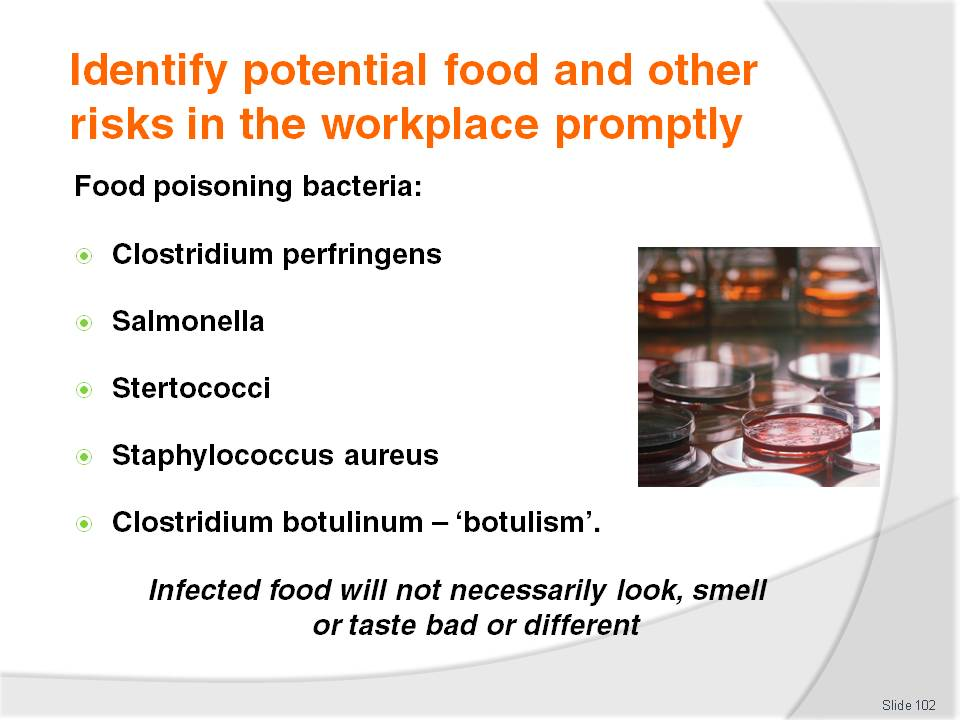 Identify potential food and other
risks in the workplace promptly
Food poisoning bacteria:
Clostridium perfringens
Salmonella
Stertococci
Staphylococcus aureus
Clostridium botulinum – ‘botulism’.
Infected food will not necessarily look, smell
or taste bad or different
Slide 102